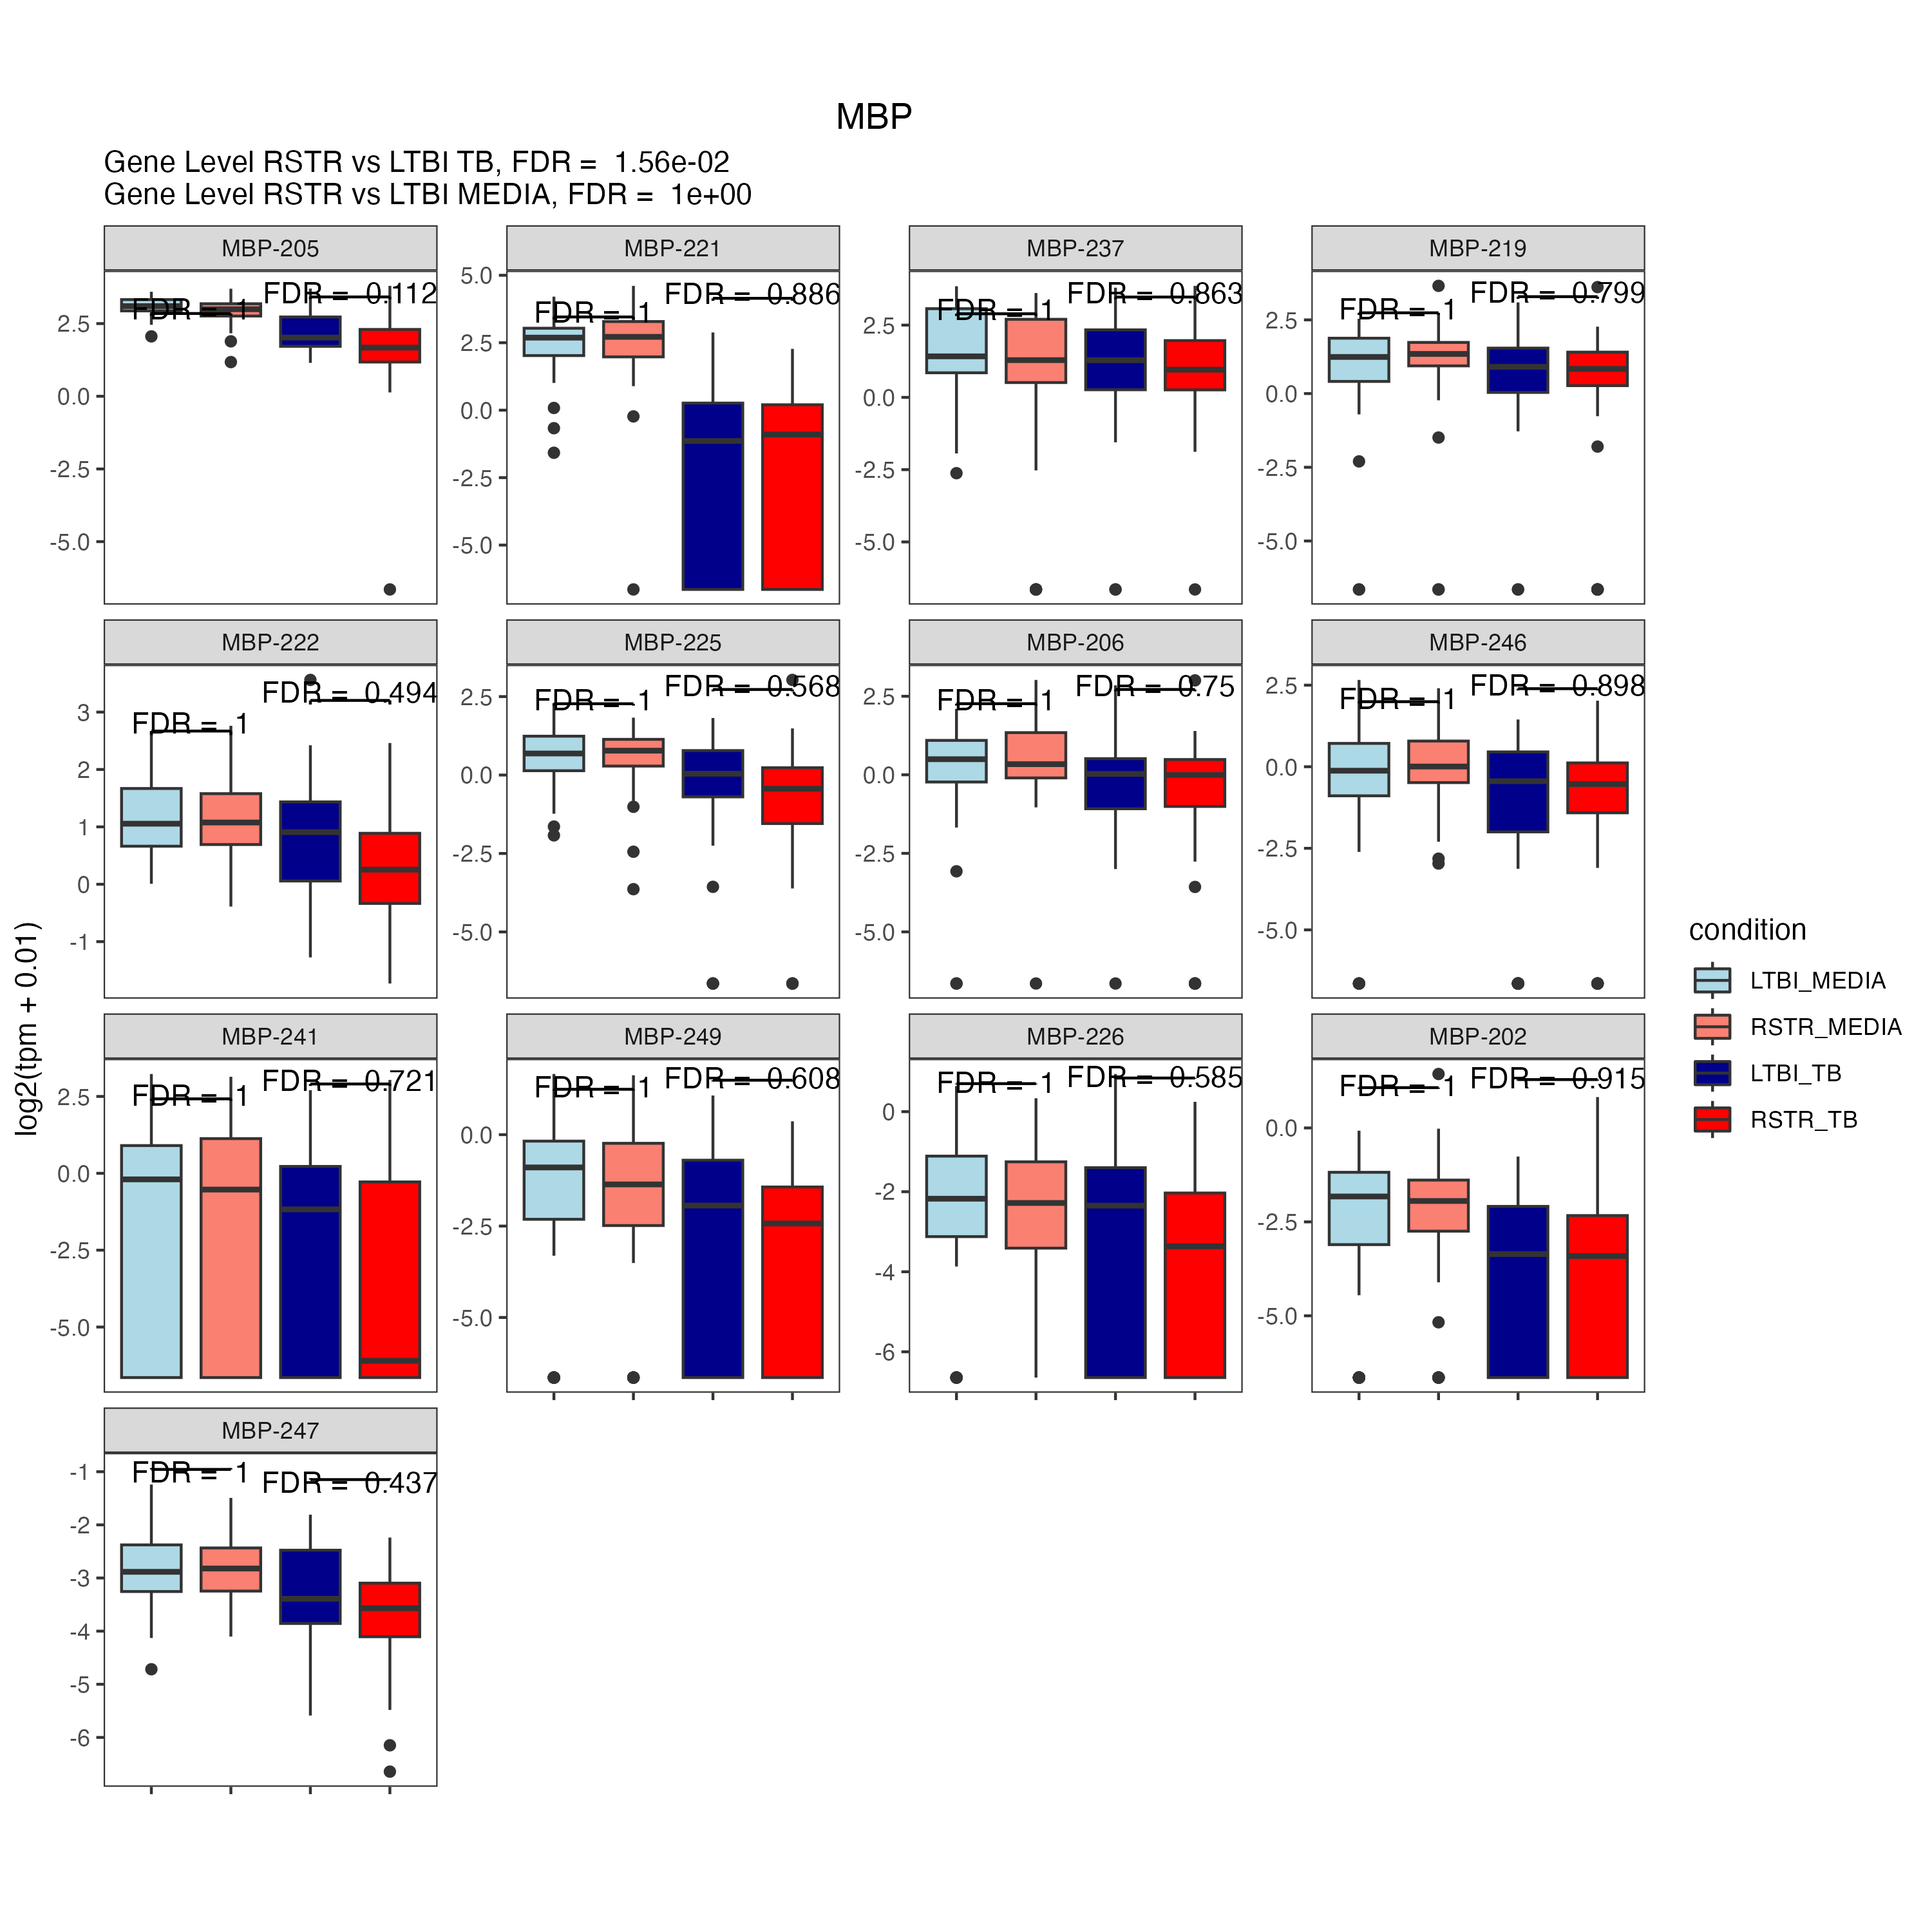 MBP
Gene Level RSTR vs LTBI TB, FDR =  1.56e-02
Gene Level RSTR vs LTBI MEDIA, FDR =  1e+00
log2(tpm + 0.01)
MBP-205
FDR =  1
FDR =  0.112
2.5
0.0
-2.5
-5.0
MBP-221
FDR =  1
FDR =  0.886
5.0
2.5
0.0
-2.5
-5.0
MBP-237
FDR =  1
FDR =  0.863
2.5
0.0
-2.5
-5.0
MBP-219
FDR =  1
FDR =  0.799
2.5
0.0
-2.5
-5.0
MBP-222
FDR =  1
FDR =  0.494
3
2
1
0
-1
MBP-225
FDR =  1
FDR =  0.568
2.5
0.0
-2.5
-5.0
MBP-206
FDR =  1
FDR =  0.75
2.5
0.0
-2.5
-5.0
MBP-246
FDR =  1
FDR =  0.898
2.5
0.0
-2.5
-5.0
MBP-241
FDR =  1
FDR =  0.721
2.5
0.0
-2.5
-5.0
MBP-249
FDR =  1
FDR =  0.608
0.0
-2.5
-5.0
MBP-226
FDR =  1
FDR =  0.585
0
-2
-4
-6
MBP-202
FDR =  1
FDR =  0.915
0.0
-2.5
-5.0
MBP-247
FDR =  1
FDR =  0.437
-1
-2
-3
-4
-5
-6
condition
LTBI_MEDIA
RSTR_MEDIA
LTBI_TB
RSTR_TB